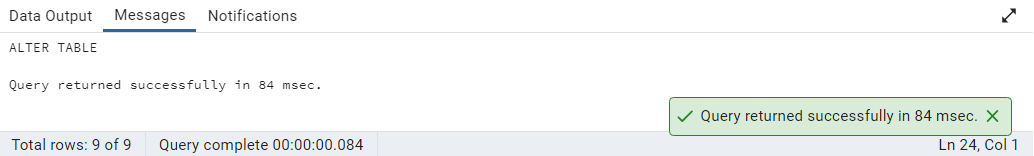 Data Output Messages Notifications
ALTER TABLE
Query returned successfully in 84 msec.
Query returned successfully in 84 msec.
Total rows: 9 of 9 Query complete 00:00:00.084 Ln 24, Col 1